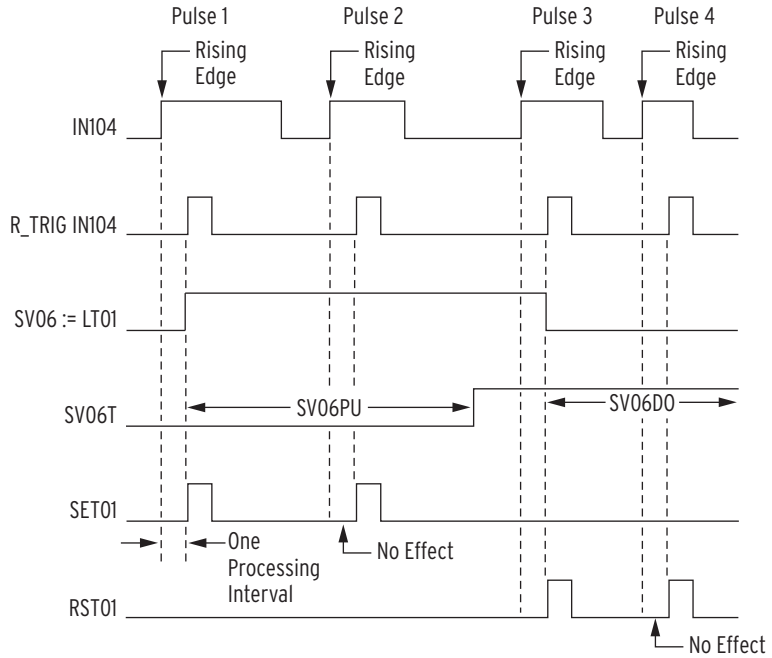 Pulse 1
Pulse 2
Pulse 3
Pulse 4
Rising
Edge
Rising
Edge
Rising
Edge
Rising
Edge
IN104
R_TRIG IN104
SV06 := LT01
SV06T
SV06PU
SV06DO
SET01
One
Processing
Interval
No Effect
RST01
No Effect